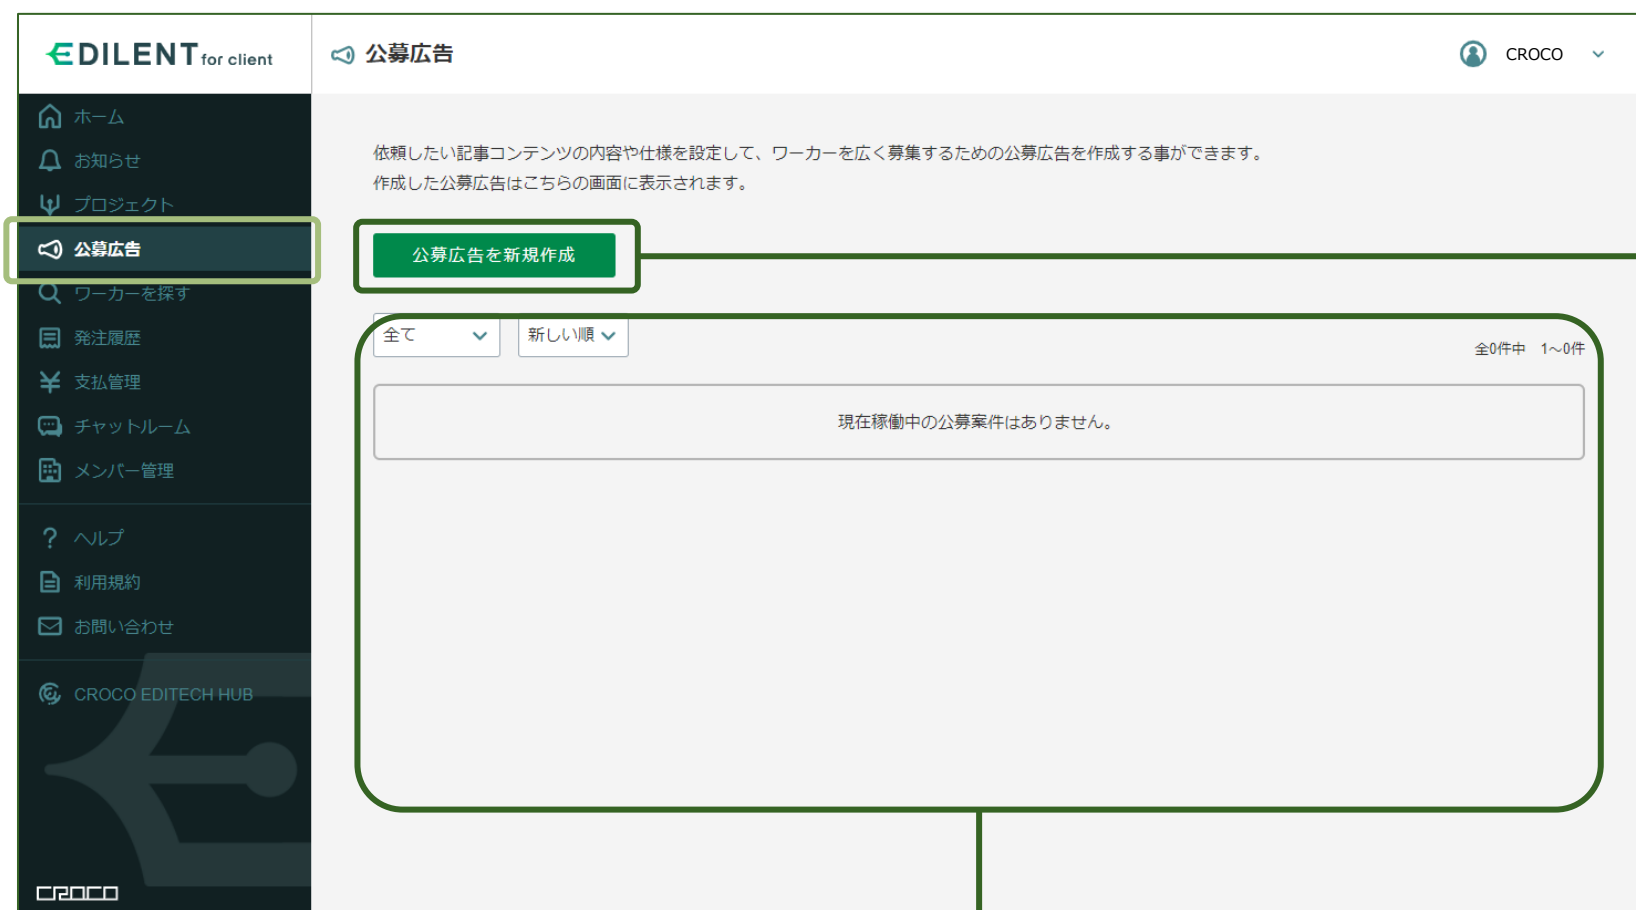 EDILENT for client
公募広告
CROCO
ホーム
お知らせ
プロジェクト
公募広告
ワーカーを探す
発注履歴
支払管理
チャットルーム
メンバー管理
ヘルプ
利用規約
お問い合わせ
CROCO EDITECH HUB
CROCO
依頼したい記事コンテンツの内容や仕様を設定して、ワーカーを広く募集するための公募広告を作成する事ができます。
作成した公募広告はこちらの画面に表示されます。
公募広告を新規作成
全て 新しい順
全0件中 1〜0件
現在稼働中の公募案件はありません。